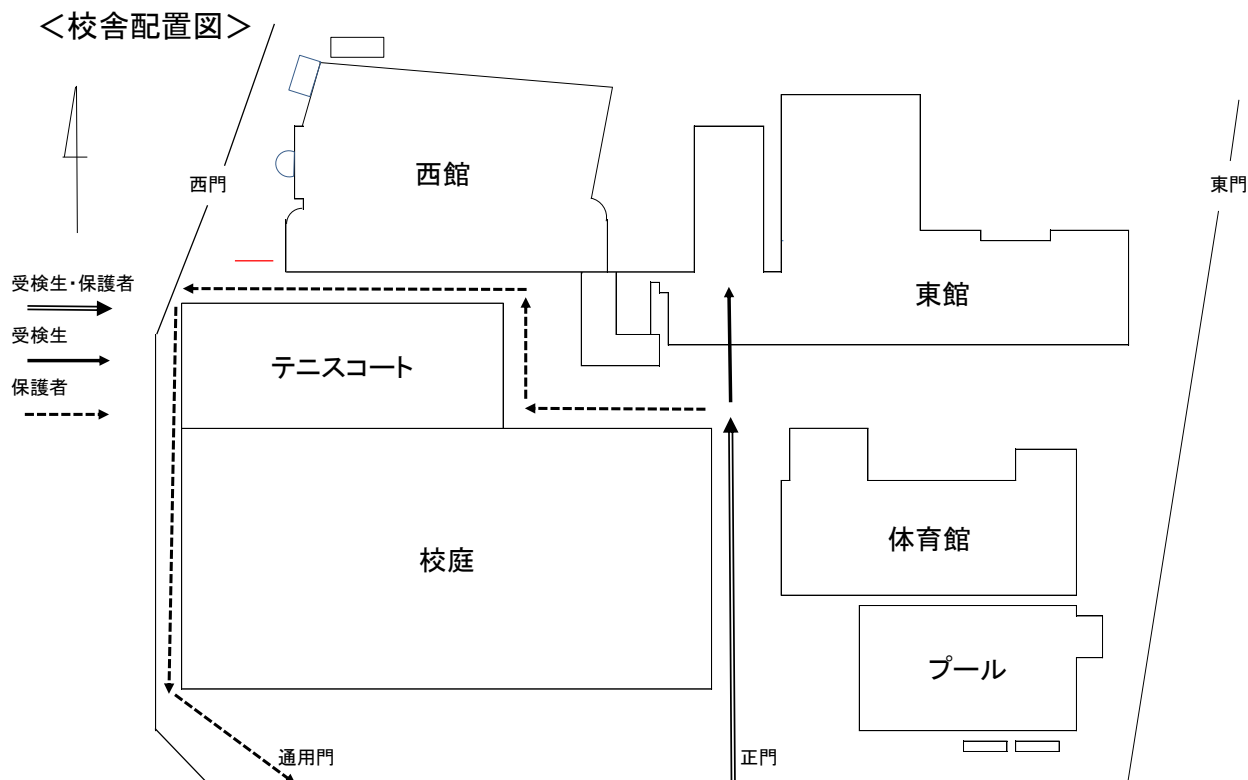 ＜校舎配置図＞
西館
西門
東門
受検生・保護者
東館
受検生
テニスコート
保護者
体育館
校庭
プール
通用門
正門